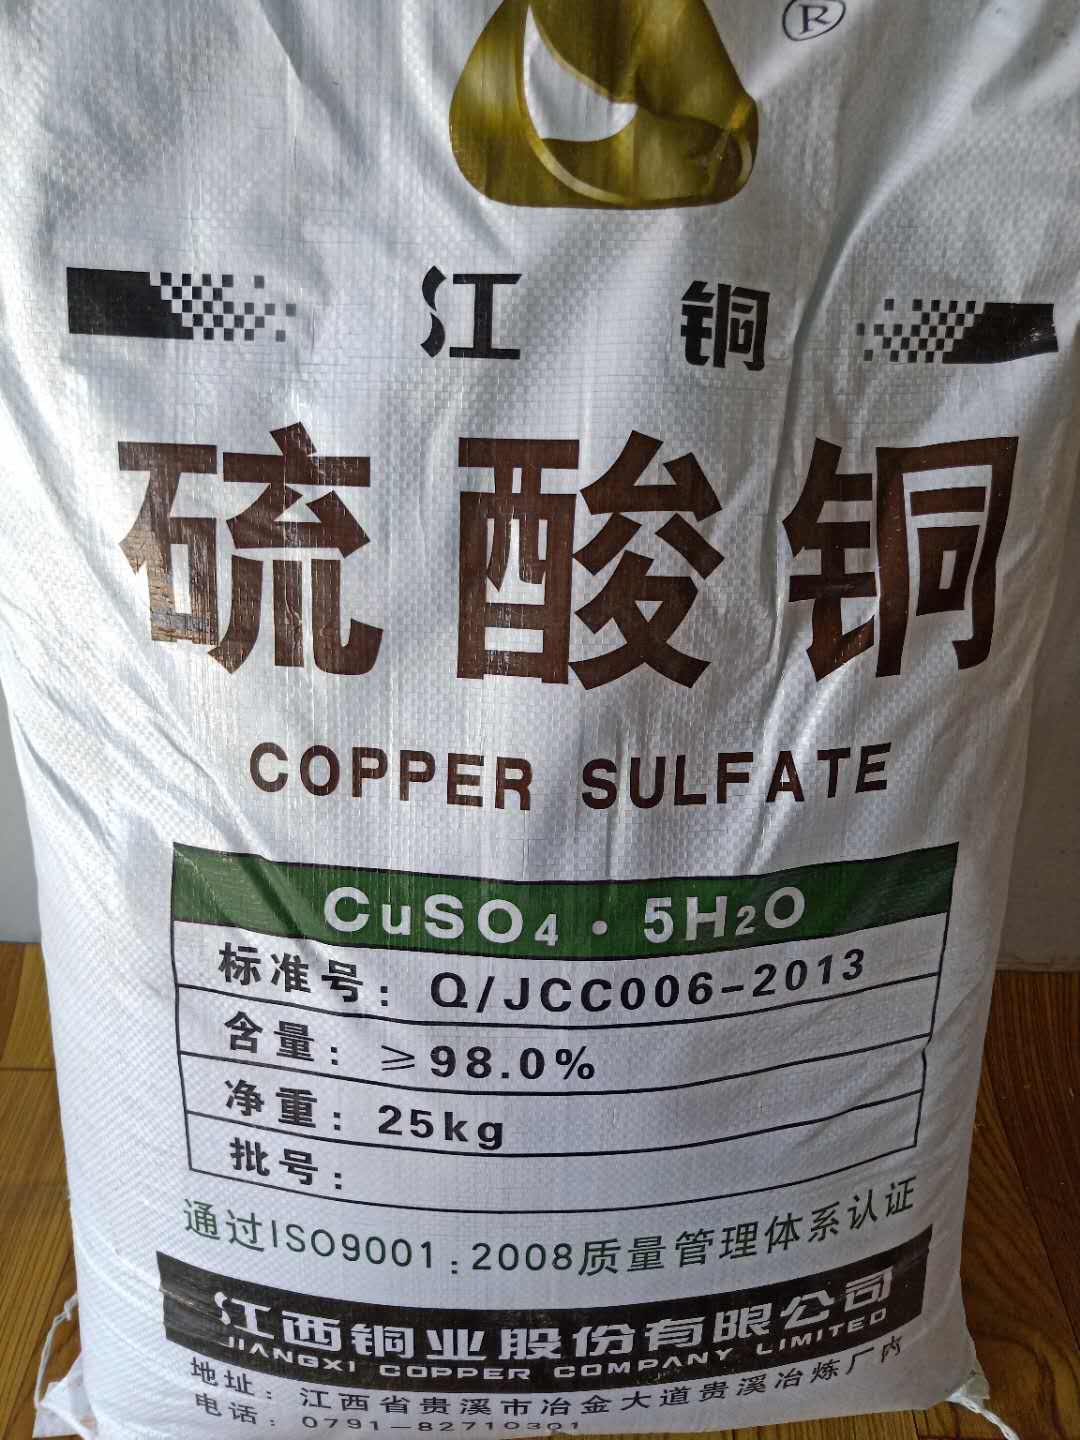 ®
江 铜
硫酸铜
COPPER SULFATE
CuSO4·5H2O
标准号：Q/JCC006-2013
含量：≥98.0%
净重：25kg
批号：
通过ISO9001：2008质量管理体系认证
江西铜业股份有限公司
JIANGXI COPPER COMPANY LIMITED
地址：江西省贵溪市冶金大道贵溪冶炼厂内
电话：0791-82710301